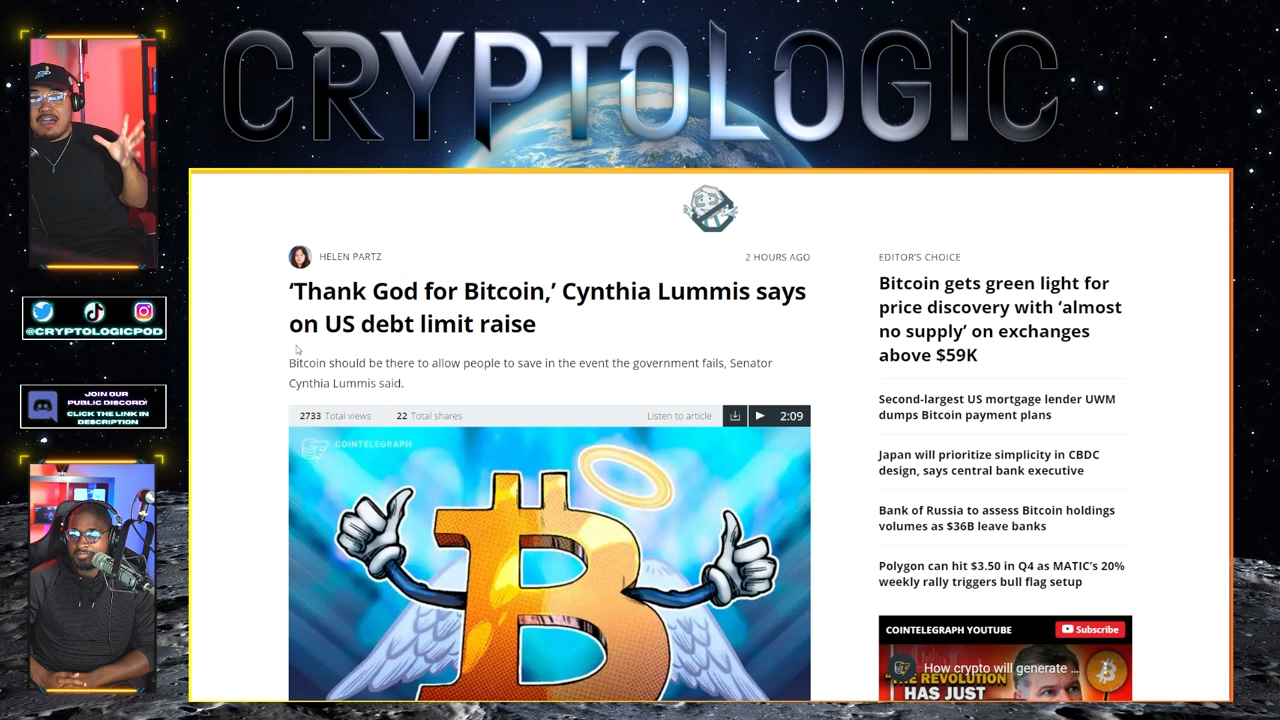 CRYPTOLOGIC
@CRYPTOLOGICPOD
JOIN OUR
PUBLIC DISCORD!
CLICK THE LINK IN
DESCRIPTION
HELEN PARTZ
2 HOURS AGO
‘Thank God for Bitcoin,’ Cynthia Lummis says
on US debt limit raise
Bitcoin should be there to allow people to save in the event the government fails, Senator
Cynthia Lummis said.
2733 Total views 22 Total shares Listen to article 2:09
COINTELEGRAPH
EDITOR’S CHOICE
Bitcoin gets green light for
price discovery with ‘almost
no supply’ on exchanges
above $59K
Second-largest US mortgage lender UWM
dumps Bitcoin payment plans
Japan will prioritize simplicity in CBDC
design, says central bank executive
Bank of Russia to assess Bitcoin holdings
volumes as $36B leave banks
Polygon can hit $3.50 in Q4 as MATIC’s 20%
weekly rally triggers bull flag setup
COINTELEGRAPH YOUTUBE
Subscribe
How crypto will generate ...
"THE REVOLUTION
HAS JUST